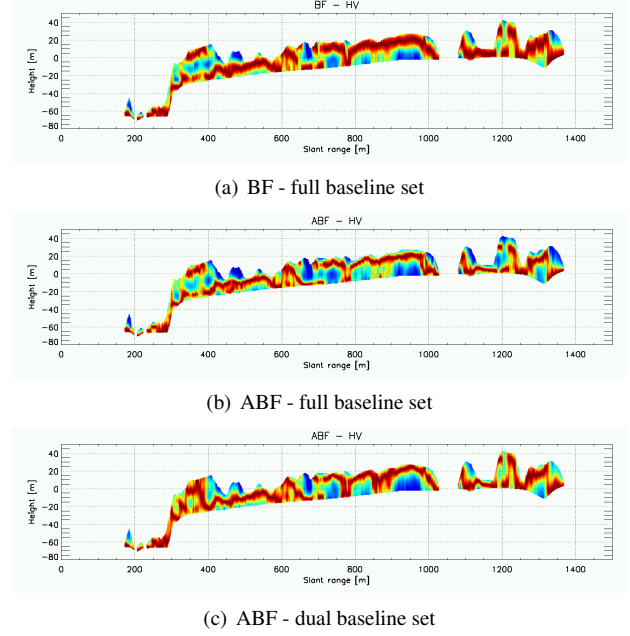 BF – HV
Height [m]
40
20
0
−20
−40
−60
−80
0 200 400 600 800 1000 1200 1400
Slant range [m]
(a) BF - full baseline set
ABF – HV
Height [m]
40
20
0
−20
−40
−60
−80
0 200 400 600 800 1000 1200 1400
Slant range [m]
(b) ABF - full baseline set
ABF – HV
Height [m]
40
20
0
−20
−40
−60
−80
0 200 400 600 800 1000 1200 1400
Slant range [m]
(c) ABF - dual baseline set